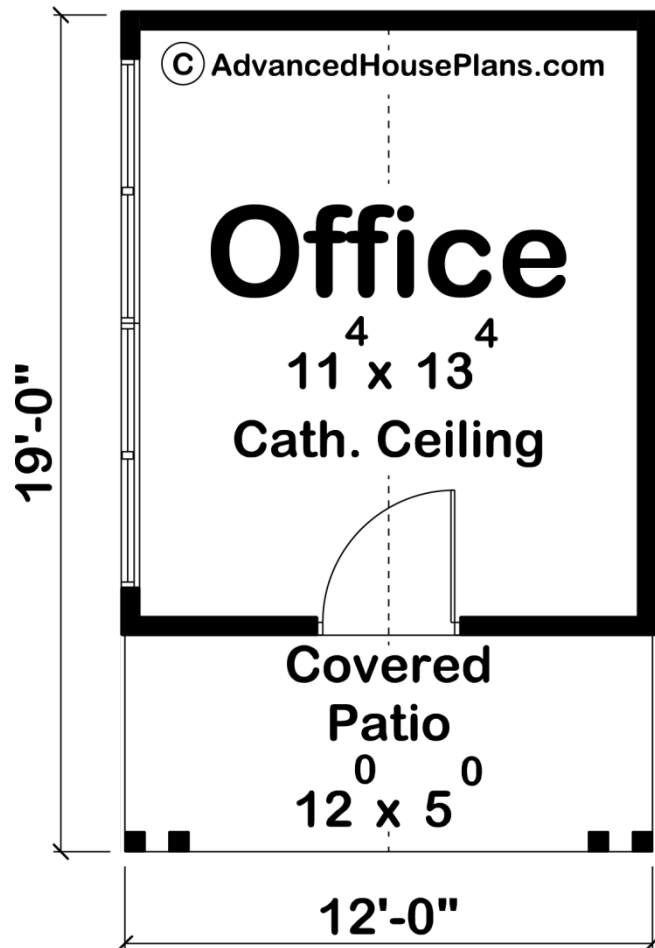 © AdvancedHousePlans.com
Office
11⁴ x 13⁴
Cath. Ceiling
19'-0"
Covered
Patio
12⁰ x 5⁰
12'-0"